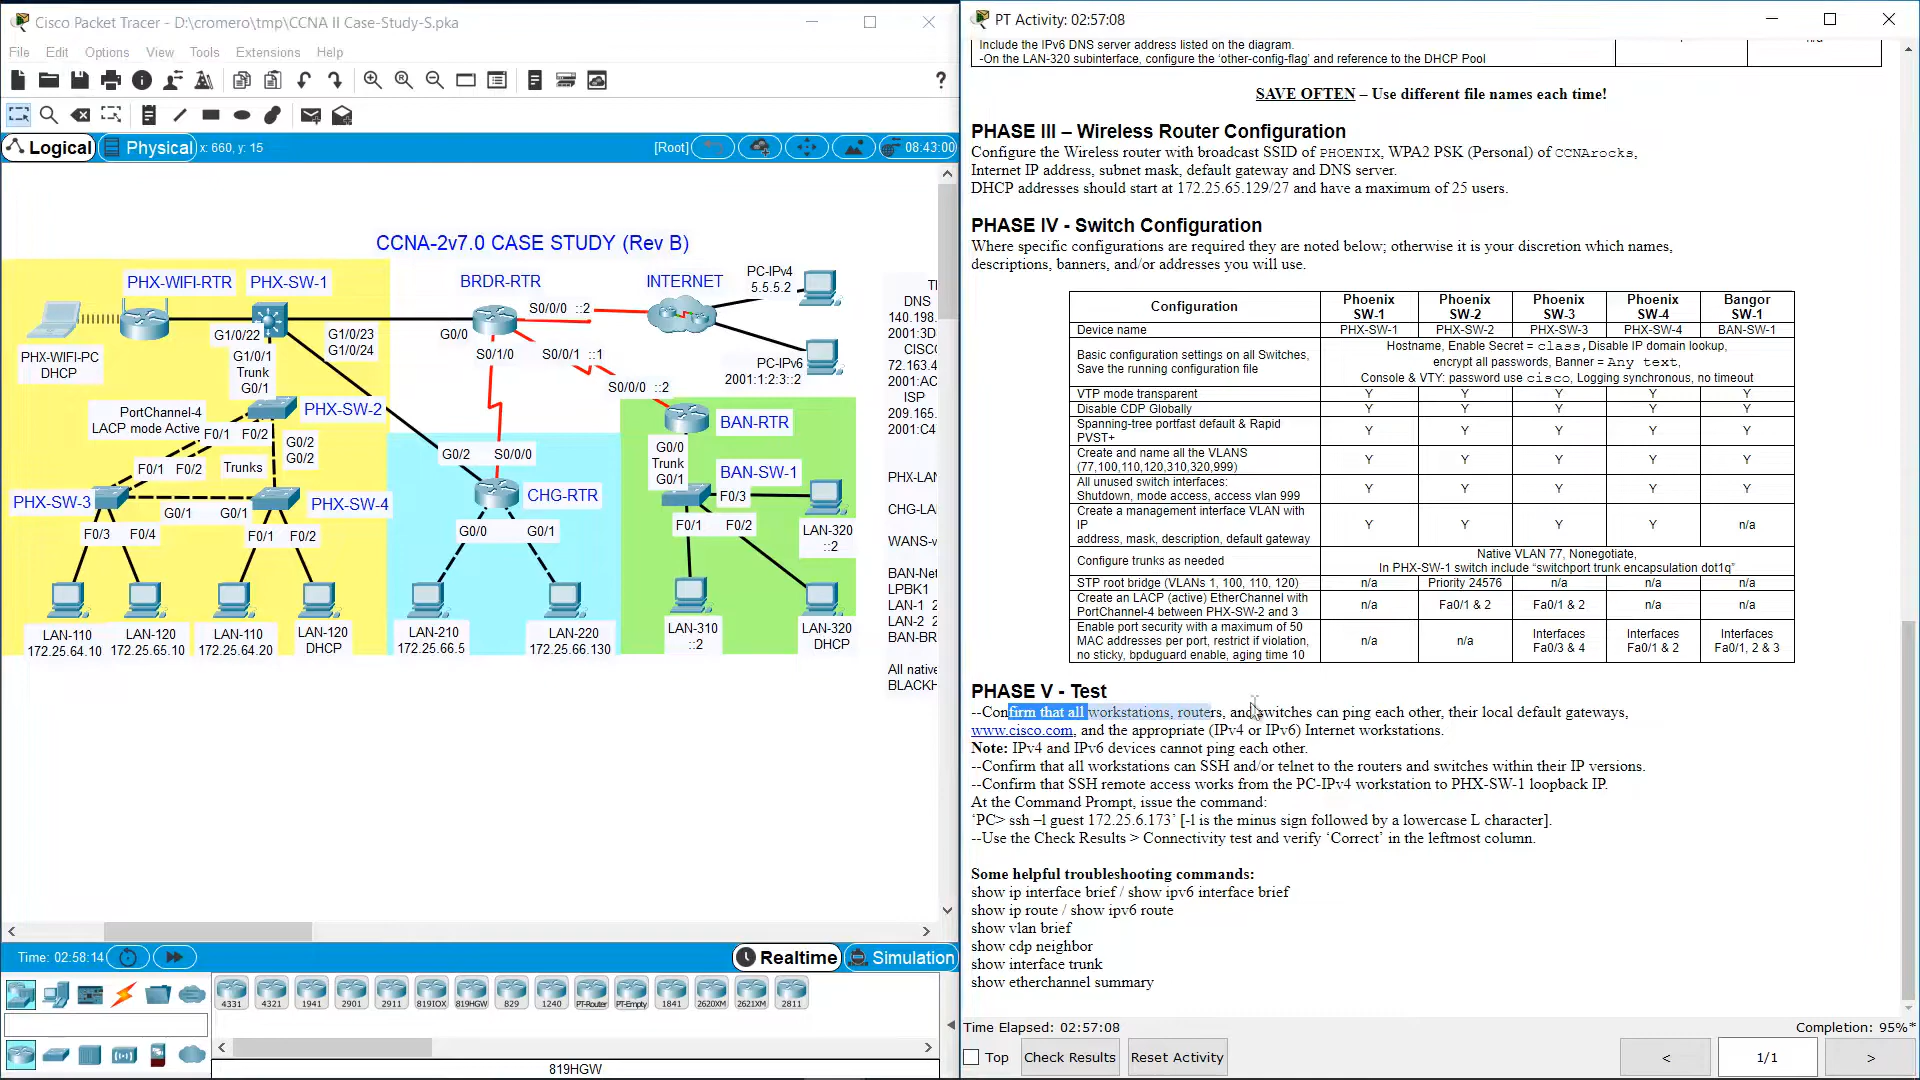 Cisco Packet Tracer - D:\cromero\tmp\CCNA II Case-Study-S.pka
File Edit Options View Tools Extensions Help
?
Logical Physical x: 660, y: 15
[Root]
08:43:00
CCNA-2v7.0 CASE STUDY (Rev B)
PHX-WIFI-RTR
PHX-SW-1
BRDR-RTR
INTERNET
PC-IPv4
5.5.5.2
S0/0/0 ::2
G0/0
G1/0/22
G1/0/23
G1/0/24
PHX-WIFI-PC
DHCP
G1/0/1
Trunk
G0/1
S0/1/0
S0/0/1 ::1
S0/0/0 ::2
PC-IPv6
2001:1:2:3::2
DNS
140.198.
2001:3D
CISC
72.163.4
2001:AC
ISP
209.165.
2001:C4
PortChannel-4
LACP mode Active
PHX-SW-2
F0/1 F0/2
G0/2
G0/2
F0/1 F0/2
Trunks
BAN-RTR
G0/0
Trunk
G0/1
BAN-SW-1
G0/2 S0/0/0
CHG-RTR
PHX-SW-3
PHX-SW-4
G0/1 G0/1
F0/3 F0/4
F0/1 F0/2
G0/0 G0/1
F0/3
F0/1 F0/2
LAN-320
::2
PHX-LAN
CHG-LAN
WANS-v
BAN-Net
LPBK1
LAN-1 2
LAN-2 2
BAN-BR
All native
BLACKH
LAN-110
172.25.64.10
LAN-120
172.25.65.10
LAN-110
172.25.64.20
LAN-120
DHCP
LAN-210
172.25.66.5
LAN-220
172.25.66.130
LAN-310
::2
LAN-320
DHCP
Time: 02:58:14
Realtime Simulation
4331 4321 1941 2901 2911 819IOX 819HGW 829 1240 PT-Router PT-Empty 1841 2620XM 2621XM 2811
819HGW
PT Activity: 02:57:08
Include the IPv6 DNS server address listed on the diagram.
-On the LAN-320 subinterface, configure the 'other-config-flag' and reference to the DHCP Pool
n/a
SAVE OFTEN – Use different file names each time!
PHASE III – Wireless Router Configuration
Configure the Wireless router with broadcast SSID of PHOENIX, WPA2 PSK (Personal) of CCNArocks,
Internet IP address, subnet mask, default gateway and DNS server.
DHCP addresses should start at 172.25.65.129/27 and have a maximum of 25 users.
PHASE IV - Switch Configuration
Where specific configurations are required they are noted below; otherwise it is your discretion which names,
descriptions, banners, and/or addresses you will use.
Configuration
Phoenix SW-1
Phoenix SW-2
Phoenix SW-3
Phoenix SW-4
Bangor SW-1
Device name PHX-SW-1 PHX-SW-2 PHX-SW-3 PHX-SW-4 BAN-SW-1
Basic configuration settings on all Switches,
Save the running configuration file
Hostname, Enable Secret = class, Disable IP domain lookup,
encrypt all passwords, Banner = Any text,
Console & VTY: password use cisco, Logging synchronous, no timeout
VTP mode transparent Y Y Y Y Y
Disable CDP Globally Y Y Y Y Y
Spanning-tree portfast default & Rapid
PVST+
Y Y Y Y Y
Create and name all the VLANS
(77,100,110,120,310,320,999)
Y Y Y Y Y
All unused switch interfaces:
Shutdown, mode access, access vlan 999
Y Y Y Y Y
Create a management interface VLAN with
IP
address, mask, description, default gateway
Y Y Y Y n/a
Configure trunks as needed
Native VLAN 77, Nonegotiate,
In PHX-SW-1 switch include "switchport trunk encapsulation dot1q"
STP root bridge (VLANs 1, 100, 110, 120) n/a Priority 24576 n/a n/a n/a
Create an LACP (active) EtherChannel with
PortChannel-4 between PHX-SW-2 and 3
n/a Fa0/1 & 2 Fa0/1 & 2 n/a n/a
Enable port security with a maximum of 50
MAC addresses per port, restrict if violation,
no sticky, bpduguard enable, aging time 10
n/a n/a
Interfaces
Fa0/3 & 4
Interfaces
Fa0/1 & 2
Interfaces
Fa0/1, 2 & 3
PHASE V - Test
--Confirm that all workstations, routers, and switches can ping each other, their local default gateways,
www.cisco.com, and the appropriate (IPv4 or IPv6) Internet workstations.
Note: IPv4 and IPv6 devices cannot ping each other.
--Confirm that all workstations can SSH and/or telnet to the routers and switches within their IP versions.
--Confirm that SSH remote access works from the PC-IPv4 workstation to PHX-SW-1 loopback IP.
At the Command Prompt, issue the command:
'PC> ssh –l guest 172.25.6.173' [-l is the minus sign followed by a lowercase L character].
--Use the Check Results > Connectivity test and verify 'Correct' in the leftmost column.
Some helpful troubleshooting commands:
show ip interface brief / show ipv6 interface brief
show ip route / show ipv6 route
show vlan brief
show cdp neighbor
show interface trunk
show etherchannel summary
Time Elapsed: 02:57:08
Completion: 95%*
Top Check Results Reset Activity < 1/1 >